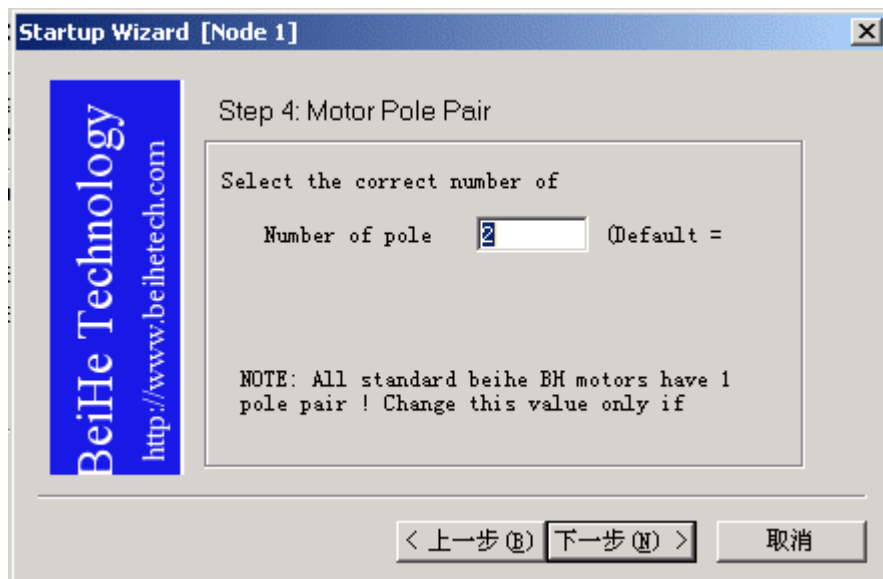 Startup Wizard [Node 1]
BeiHe Technology
http://www.beihetech.com
Step 4: Motor Pole Pair
Select the correct number of
Number of pole 2 (Default =
NOTE: All standard beihe BH motors have 1
pole pair ! Change this value only if
< 上一步(B) 下一步(N) > 取消